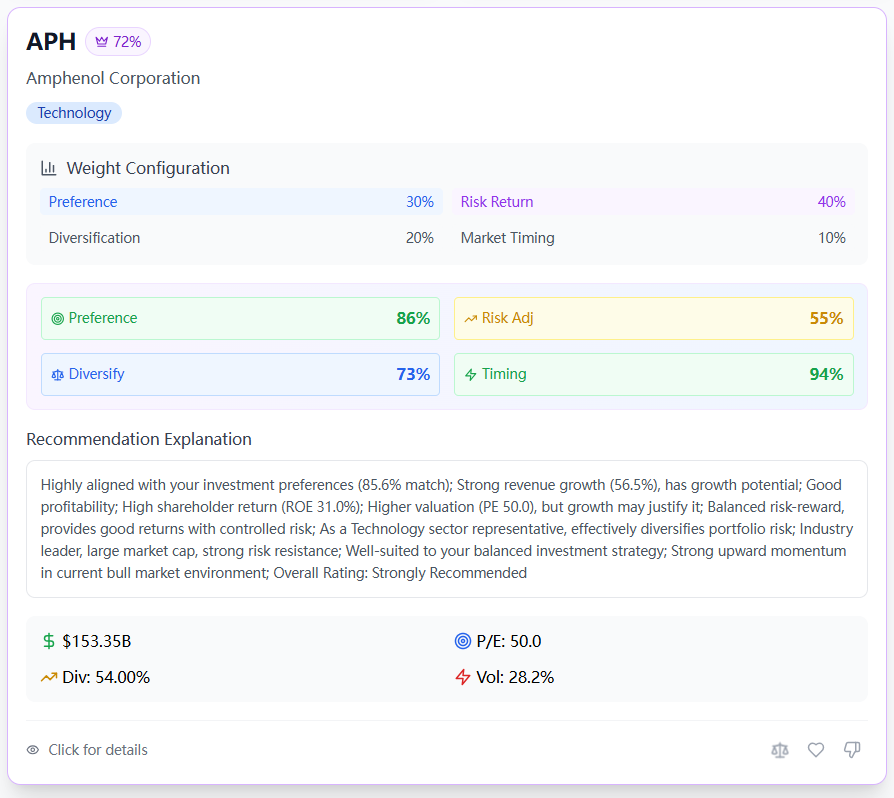 APH 72%
Amphenol Corporation
Technology
Weight Configuration
Preference 30% Risk Return 40%
Diversification 20% Market Timing 10%
Preference 86% Risk Adj 55%
Diversify 73% Timing 94%
Recommendation Explanation
Highly aligned with your investment preferences (85.6% match); Strong revenue growth (56.5%), has growth potential; Good
profitability; High shareholder return (ROE 31.0%); Higher valuation (PE 50.0), but growth may justify it; Balanced risk-reward,
provides good returns with controlled risk; As a Technology sector representative, effectively diversifies portfolio risk; Industry
leader, large market cap, strong risk resistance; Well-suited to your balanced investment strategy; Strong upward momentum
in current bull market environment; Overall Rating: Strongly Recommended
$153.35B P/E: 50.0
Div: 54.00% Vol: 28.2%
Click for details